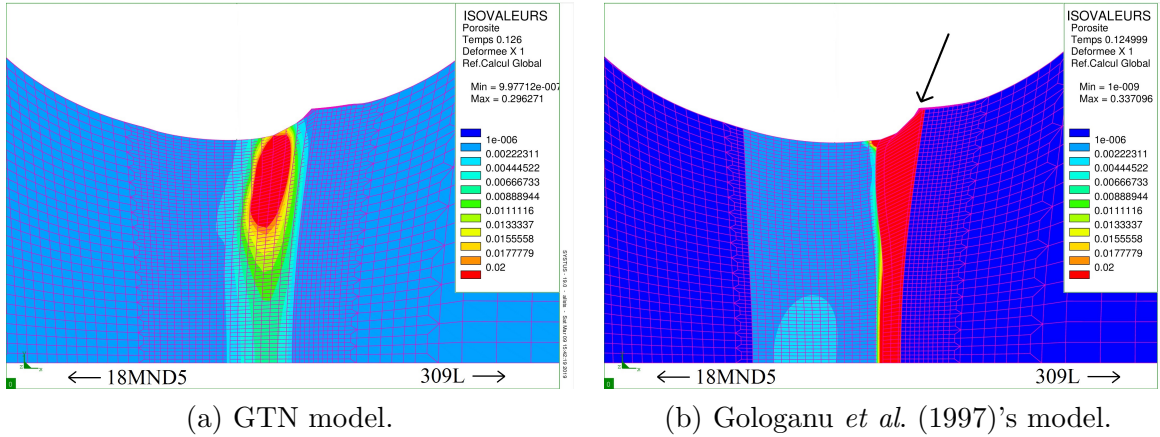 ISOVALEURS
Porosite
Temps 0.126
Deformee X 1
Ref.Calcul Global
Min = 9.97712e-007
Max = 0.296271
1e-006
0.00222311
0.00444522
0.00666733
0.00888944
0.0111116
0.0133337
0.0155558
0.0177779
0.02
← 18MND5
309L →
(a) GTN model.
ISOVALEURS
Porosite
Temps 0.124999
Deformee X 1
Ref.Calcul Global
Min = 1e-009
Max = 0.337096
1e-006
0.00222311
0.00444522
0.00666733
0.00888944
0.0111116
0.0133337
0.0155558
0.0177779
0.02
← 18MND5
309L →
(b) Gologanu et al. (1997)'s model.